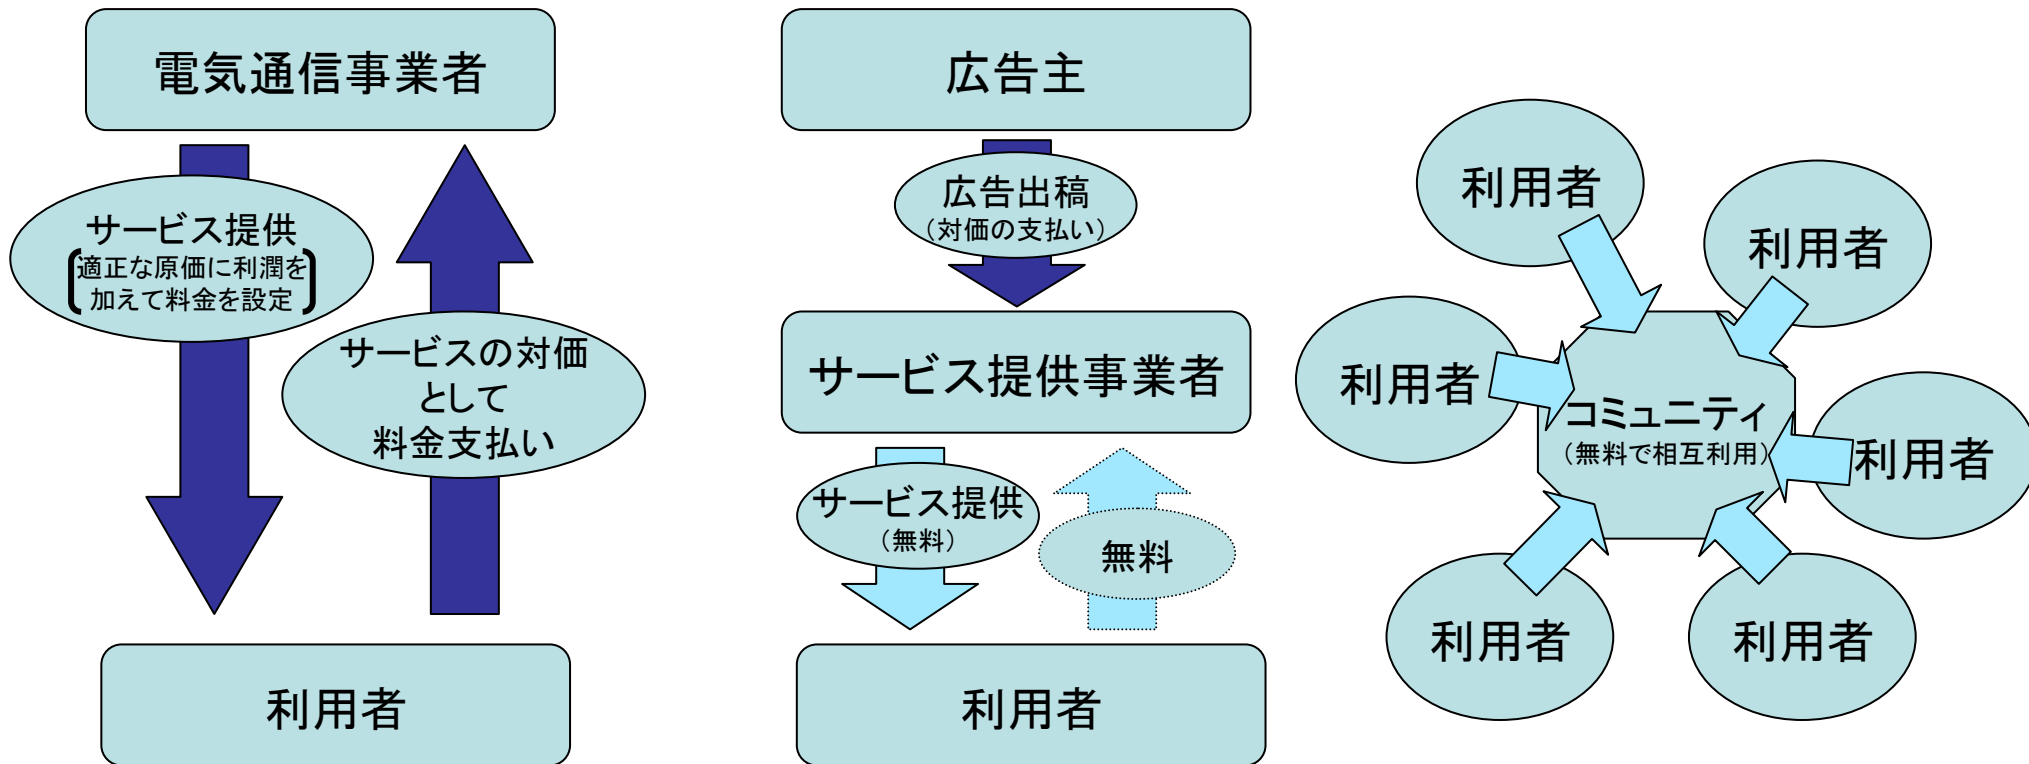 電気通信事業者
サービス提供
適正な原価に利潤を
加えて料金を設定
サービスの対価
として
料金支払い
利用者
広告主
広告出稿
（対価の支払い）
サービス提供事業者
サービス提供
（無料）
無料
利用者
利用者
利用者
利用者
コミュニティ
（無料で相互利用）
利用者
利用者
利用者